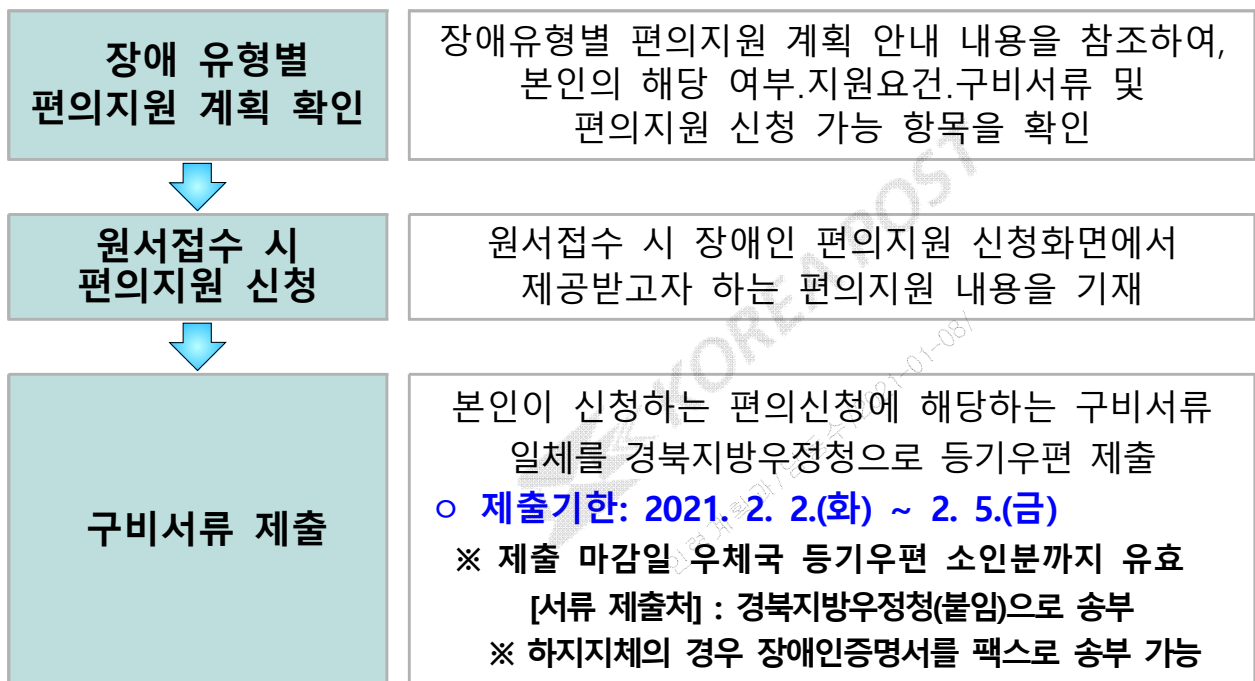 장애 유형별
편의지원 계획 확인
장애유형별 편의지원 계획 안내 내용을 참조하여,
본인의 해당 여부.지원요건.구비서류 및
편의지원 신청 가능 항목을 확인
원서접수 시
편의지원 신청
원서접수 시 장애인 편의지원 신청화면에서
제공받고자 하는 편의지원 내용을 기재
구비서류 제출
본인이 신청하는 편의신청에 해당하는 구비서류
일체를 경북지방우정청으로 등기우편 제출
○ 제출기한: 2021. 2. 2.(화) ~ 2. 5.(금)
※ 제출 마감일 우체국 등기우편 소인분까지 유효
[서류 제출처] : 경북지방우정청(붙임)으로 송부
※ 하지지체의 경우 장애인증명서를 팩스로 송부 가능
KOREA POST